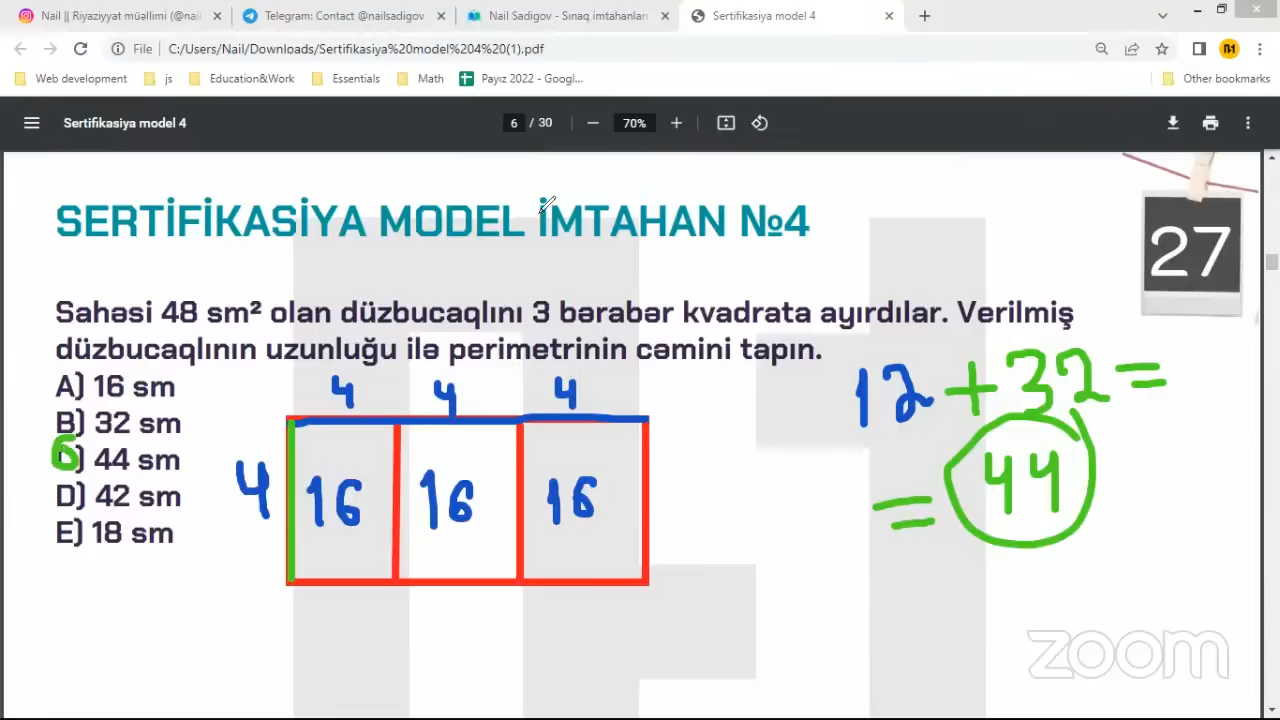 Nail || Riyaziyyat müəllimi (@nail
Telegram: Contact @nailsadigov
Nail Sadigov - Sınaq imtahanları
Sertifikasiya model 4
File | C:/Users/Nail/Downloads/Sertifikasiya%20model%204%20(1).pdf
Web development
js
Education&Work
Essentials
Math
Payız 2022 - Googl...
Other bookmarks
Sertifikasiya model 4
6 / 30
70%
SERTİFİKASİYA MODEL İMTAHAN №4
27
Sahəsi 48 sm² olan düzbucaqlını 3 bərabər kvadrata ayırdılar. Verilmiş
düzbucaqlının uzunluğu ilə perimetrinin cəmini tapın.
A) 16 sm
B) 32 sm
C) 44 sm
D) 42 sm
E) 18 sm
4 4 4
4 16 16 16
12 + 32 =
= 44
zoom